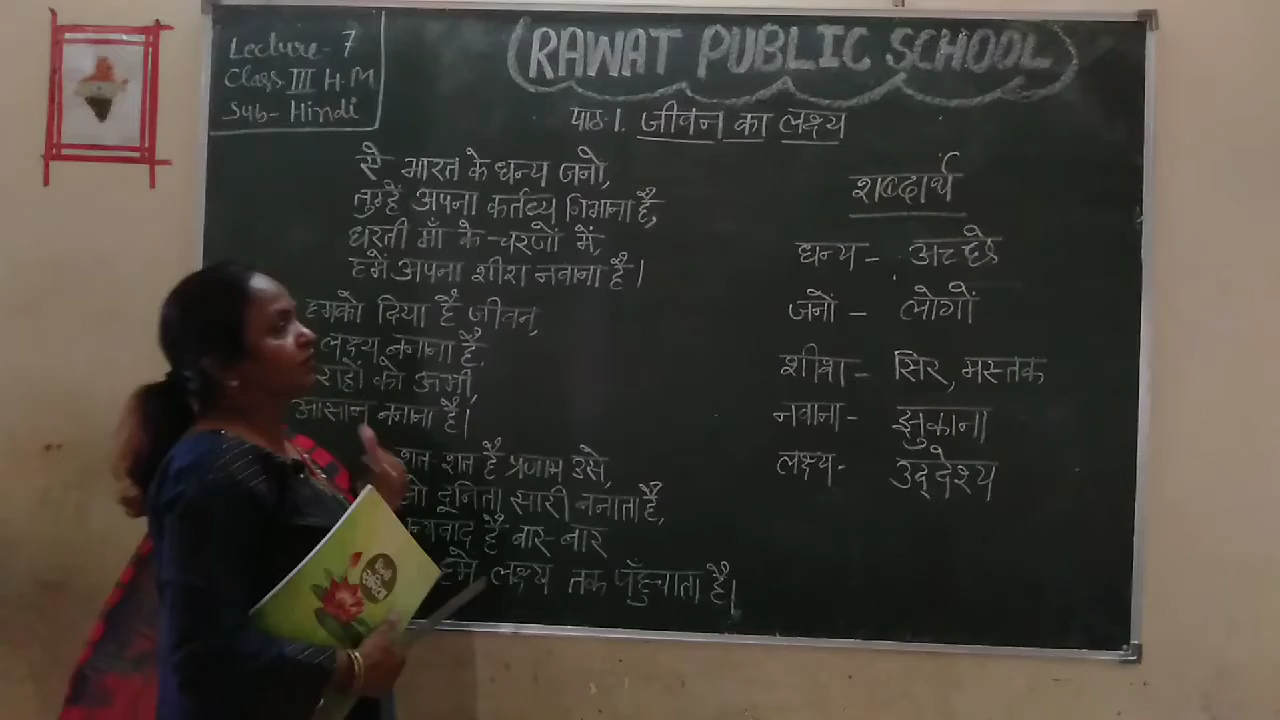 Lecture- 7
Class III H.M
Sub- Hindi
RAWAT PUBLIC SCHOOL
पाठ-1. जीवन का लक्ष्य
ऐ भारत के धन्य जनो,
तुम्हें अपना कर्तव्य निभाना है,
धरती माँ के चरणों में,
हमें अपना शीश नवाना है।
हमको दिया है जीवन,
लक्ष्य बनाना है,
राहों को अभी,
आसान बनाना है।
शत-शत है प्रणाम उसे,
जो दूनिता सारी बनाता है,
है बार-बार
हमें लक्ष्य तक पहुँचाता है।
शब्दार्थ
धन्य - अच्छे
जनों - लोगों
शीश - सिर, मस्तक
नवाना - झुकाना
लक्ष्य - उद्देश्य